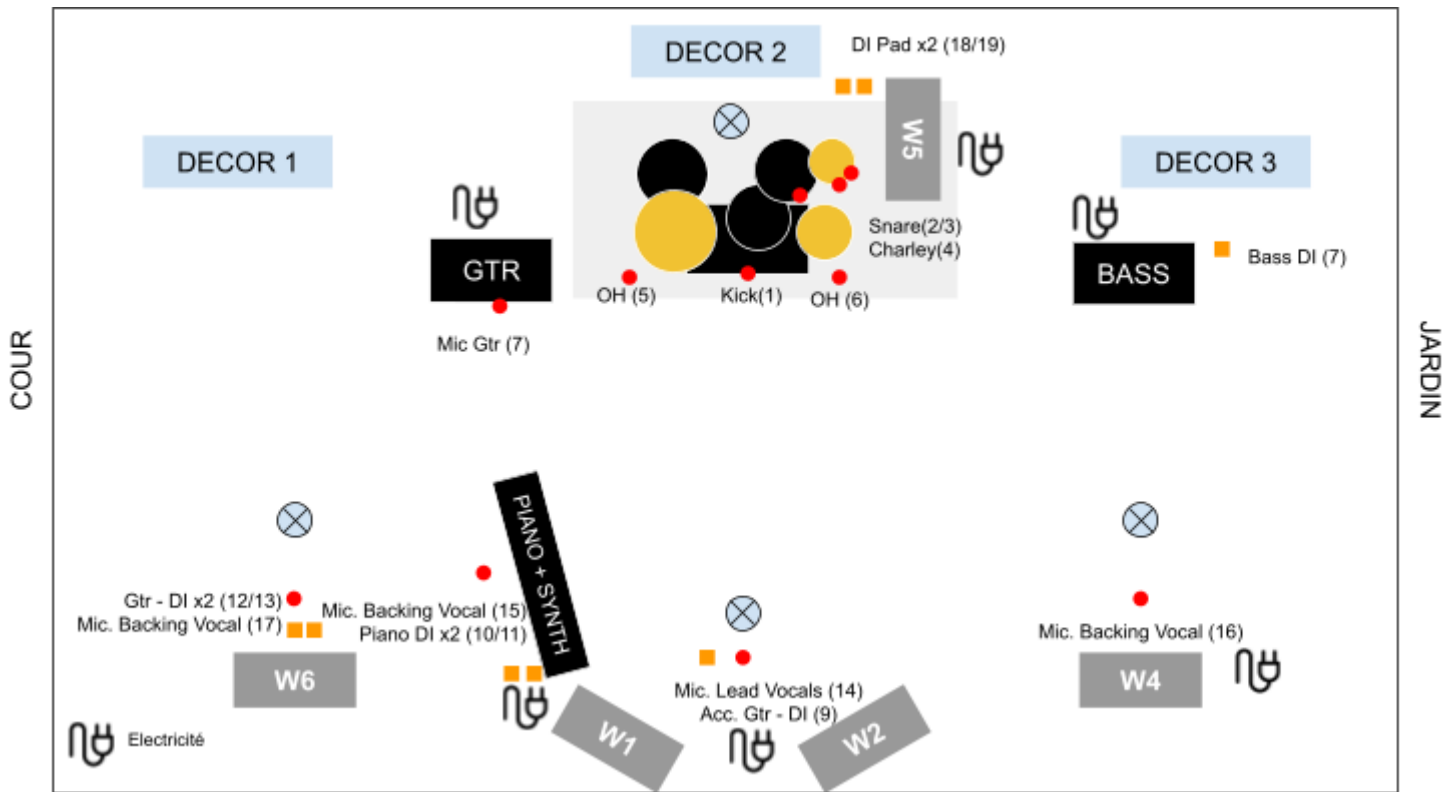 DECOR 2
DI Pad x2 (18/19)
DECOR 1
W5
DECOR 3
Snare(2/3)
Charley(4)
GTR
BASS
Bass DI (7)
OH (5)
Kick(1)
OH (6)
Mic Gtr (7)
COUR
JARDIN
PIANO + SYNTH
Gtr - DI x2 (12/13)
Mic. Backing Vocal (17)
Mic. Backing Vocal (15)
Piano DI x2 (10/11)
Mic. Backing Vocal (16)
W6
Mic. Lead Vocals (14)
Acc. Gtr - DI (9)
W4
W1
W2
Electricité